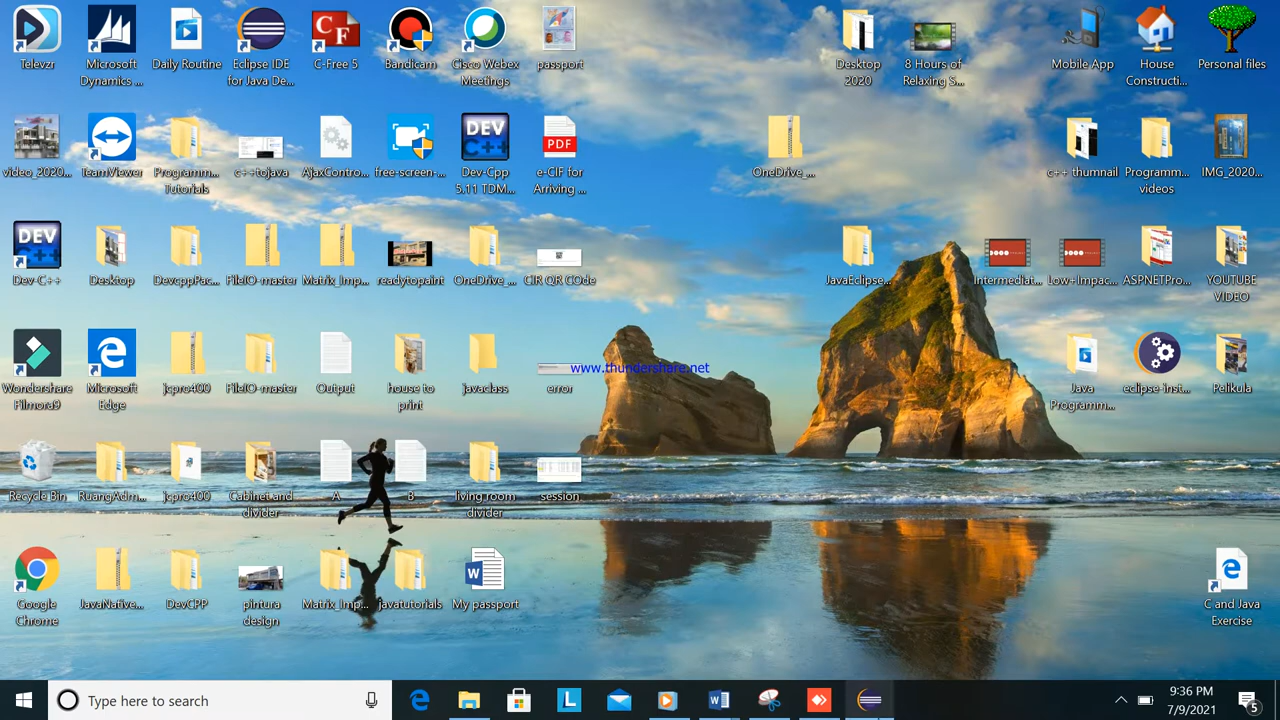 Televzr
Microsoft
Dynamics ...
Daily Routine
Eclipse IDE
for Java De...
C-Free 5
Bandicam
Cisco Webex
Meetings
passport
Desktop
2020
8 Hours of
Relaxing S...
Mobile App
House
Constructi...
Personal files
video_2020...
TeamViewer
Programm...
Tutorials
c++tojava
AjaxContro...
free-screen-...
DEV
C++
Dev-Cpp
5.11 TDM...
PDF
e-CIF for
Arriving ...
OneDrive_...
c++ thumnail
Programm...
videos
IMG_2020...
DEV
C++
Dev-C++
Desktop
DevcppPac...
FileIO-master
Matrix_Imp...
readytopaint
OneDrive_...
CIR QR COde
JavaEclipse...
Intermediat...
Low+Impac...
ASPNETPro...
YOUTUBE
VIDEO
Wondershare
Filmora9
Microsoft
Edge
jcpro400
FileIO-master
Output
house to
print
javaclass
error
www.thundershare.net
Java
Programm...
eclipse-inst...
Pelikula
Recycle Bin
RuangAdm...
jcpro400
Cabinet and
divider
A
B
living room
divider
session
Google
Chrome
JavaNative...
DevCPP
pintura
design
Matrix_Imp...
javatutorials
My passport
C and Java
Exercise
Type here to search
9:36 PM
7/9/2021
5